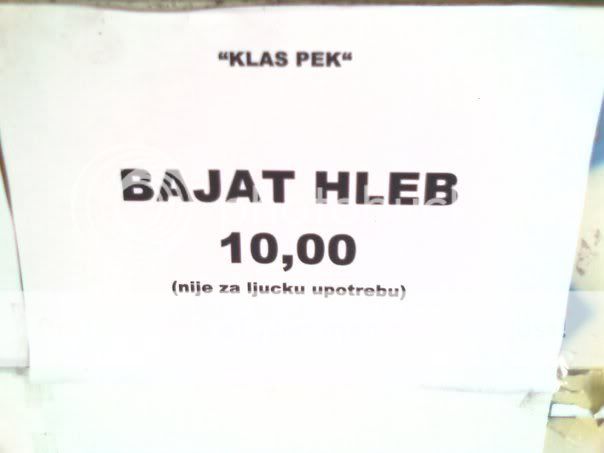 “KLAS PEK“
BAJAT HLEB
10,00
(nije za ljucku upotrebu)